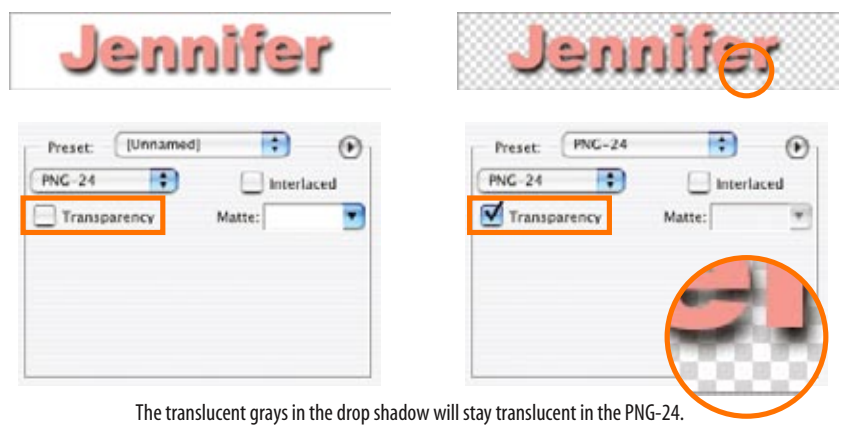 Jennifer
Jennifer
Preset: [Unnamed]
PNG-24
Interlaced
Transparency
Matte:
Preset: PNG-24
PNG-24
Interlaced
Transparency
Matte:
er
The translucent grays in the drop shadow will stay translucent in the PNG-24.